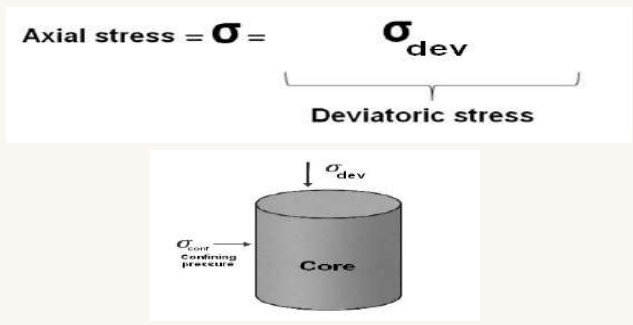 Axial stress = σ = σdev
Deviatoric stress
σdev
σconf
Confining
pressure
Core